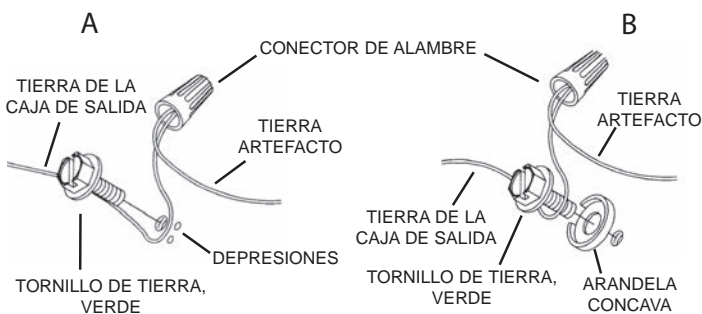 A
B
CONECTOR DE ALAMBRE
TIERRA DE LA
CAJA DE SALIDA
TIERRA
ARTEFACTO
TIERRA
ARTEFACTO
DEPRESIONES
TIERRA DE LA
CAJA DE SALIDA
TORNILLO DE TIERRA,
VERDE
TORNILLO DE TIERRA,
VERDE
ARANDELA
CONCAVA